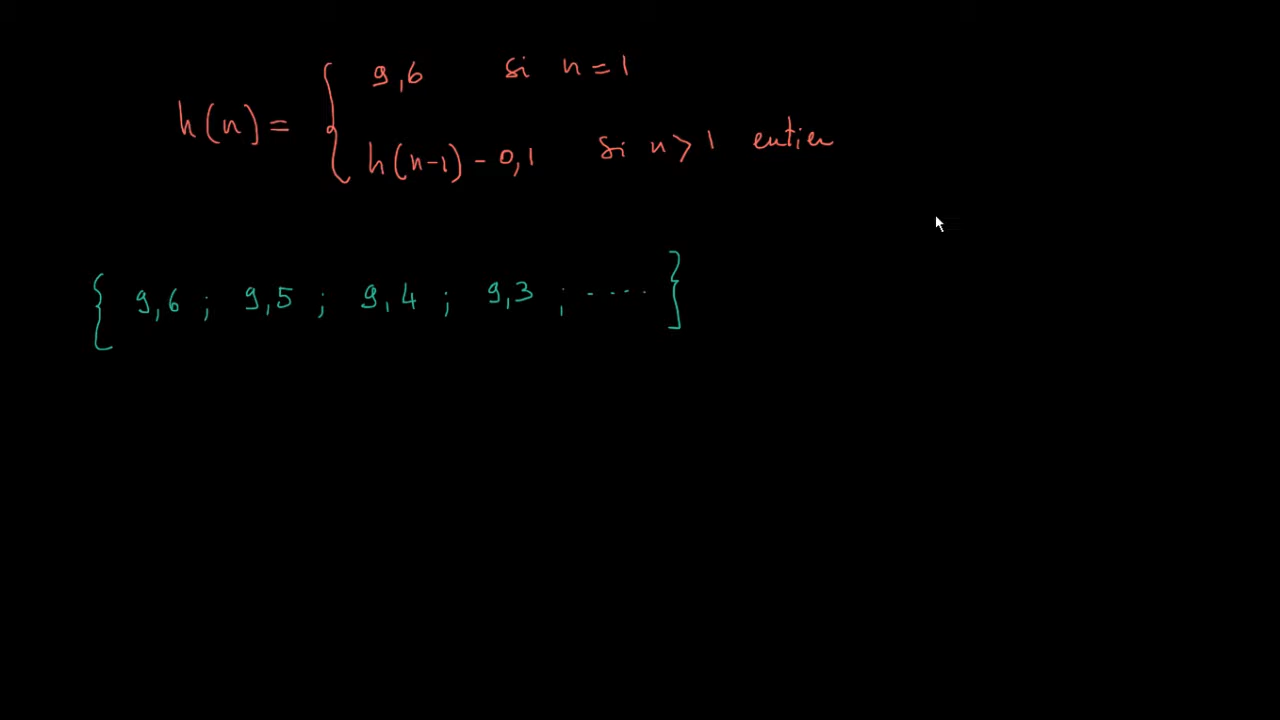 9,6 si n = 1
h(n) = {
h(n-1) - 0,1 si n > 1 entier
{ 9,6 ; 9,5 ; 9,4 ; 9,3 ; ..... }